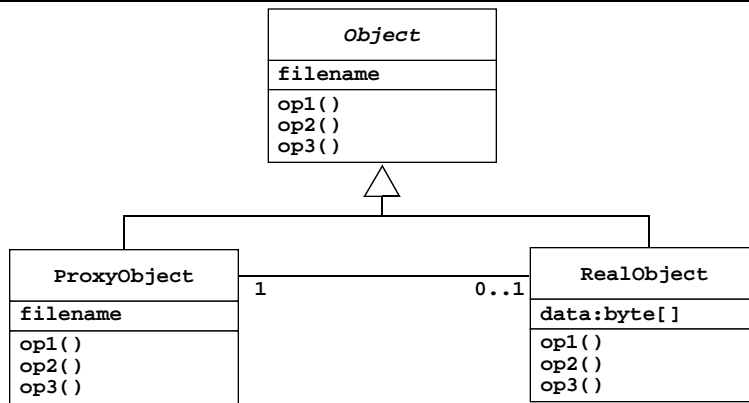 Object
filename
op1()
op2()
op3()
ProxyObject
filename
op1()
op2()
op3()
1
0..1
RealObject
data:byte[]
op1()
op2()
op3()